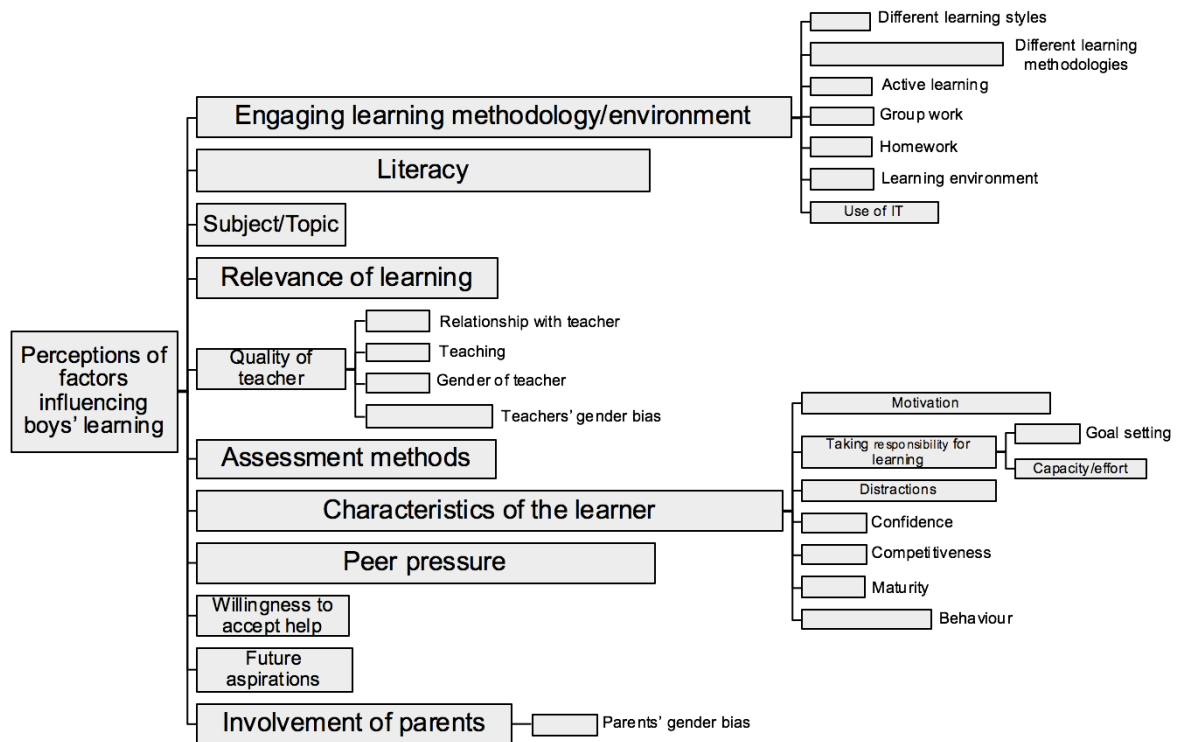 Perceptions of
factors
influencing
boys' learning
Engaging learning methodology/environment
Different learning styles
Different learning
methodologies
Active learning
Group work
Homework
Learning environment
Use of IT
Literacy
Subject/Topic
Relevance of learning
Quality of
teacher
Relationship with teacher
Teaching
Gender of teacher
Teachers' gender bias
Assessment methods
Characteristics of the learner
Motivation
Taking responsibility for
learning
Goal setting
Capacity/effort
Distractions
Confidence
Competitiveness
Maturity
Behaviour
Peer pressure
Willingness to
accept help
Future
aspirations
Involvement of parents
Parents' gender bias